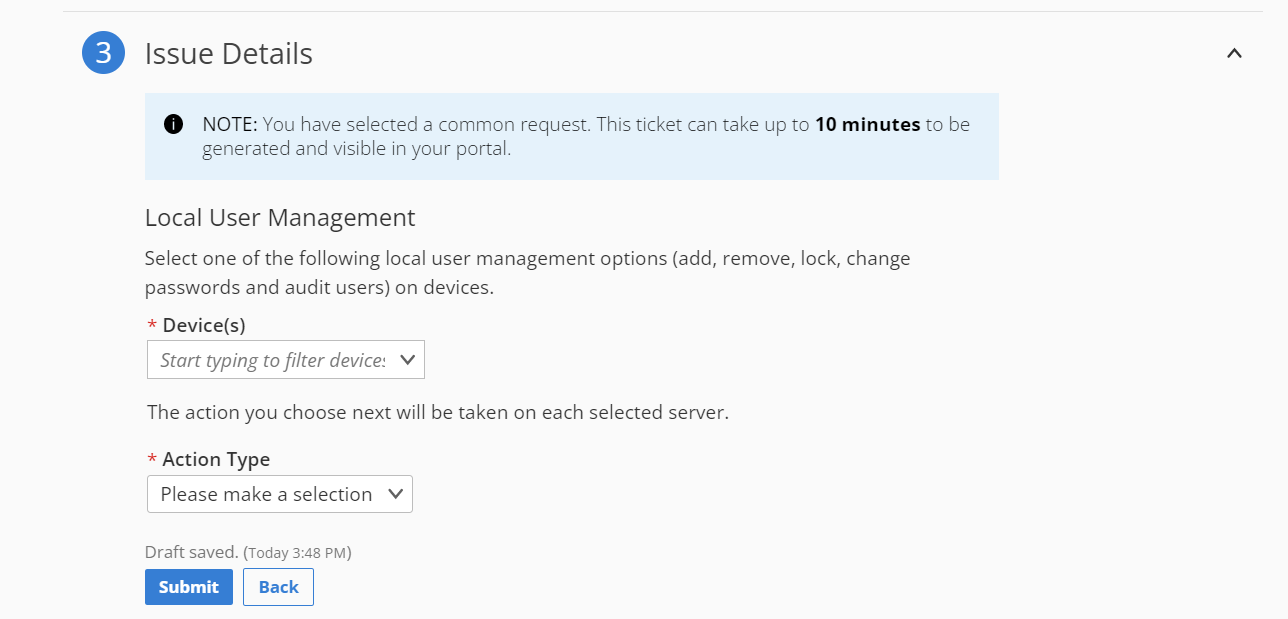 3 Issue Details
NOTE: You have selected a common request. This ticket can take up to 10 minutes to be
generated and visible in your portal.
Local User Management
Select one of the following local user management options (add, remove, lock, change
passwords and audit users) on devices.
* Device(s)
Start typing to filter devices
The action you choose next will be taken on each selected server.
* Action Type
Please make a selection
Draft saved. (Today 3:48 PM)
Submit Back